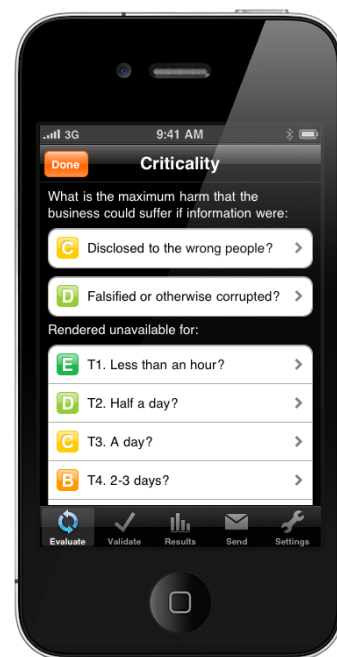 3G 9:41 AM
Done Criticality
What is the maximum harm that the
business could suffer if information were:
C Disclosed to the wrong people?
D Falsified or otherwise corrupted?
Rendered unavailable for:
E T1. Less than an hour?
D T2. Half a day?
C T3. A day?
B T4. 2-3 days?
Evaluate Validate Results Send Settings